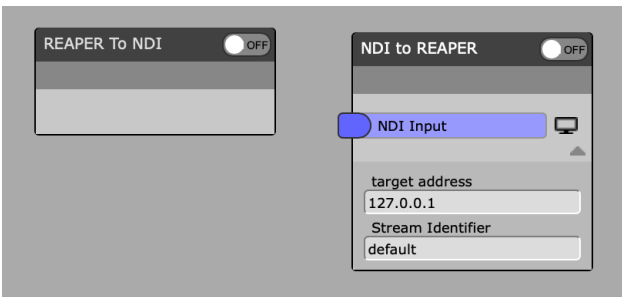 REAPER To NDI
OFF
NDI to REAPER
OFF
NDI Input
target address
127.0.0.1
Stream Identifier
default